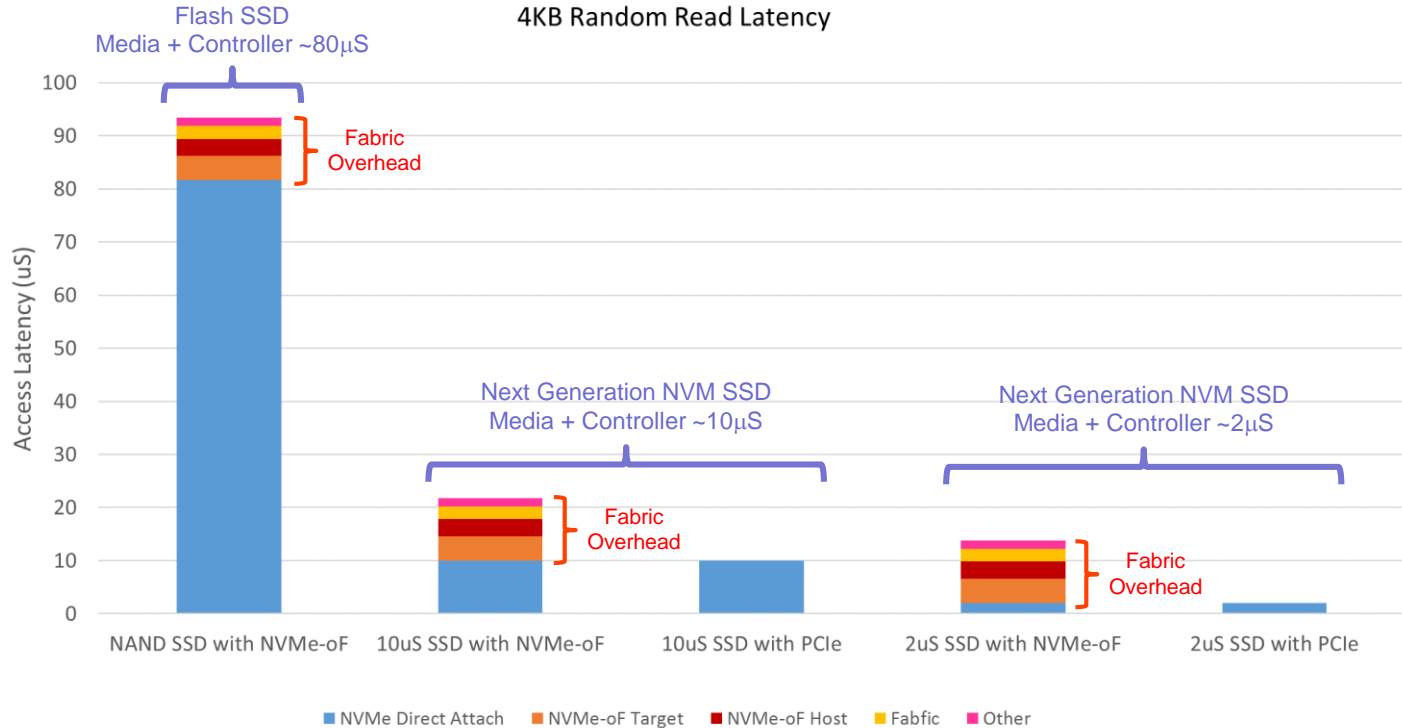 4KB Random Read Latency
Flash SSD
Media + Controller ~80μS
Access Latency (uS)
100
90
80
70
60
50
40
30
20
10
0
Fabric
Overhead
Next Generation NVM SSD
Media + Controller ~10μS
Fabric
Overhead
Next Generation NVM SSD
Media + Controller ~2μS
Fabric
Overhead
NAND SSD with NVMe-oF
10uS SSD with NVMe-oF
10uS SSD with PCIe
2uS SSD with NVMe-oF
2uS SSD with PCIe
NVMe Direct Attach
NVMe-oF Target
NVMe-oF Host
Fabfic
Other